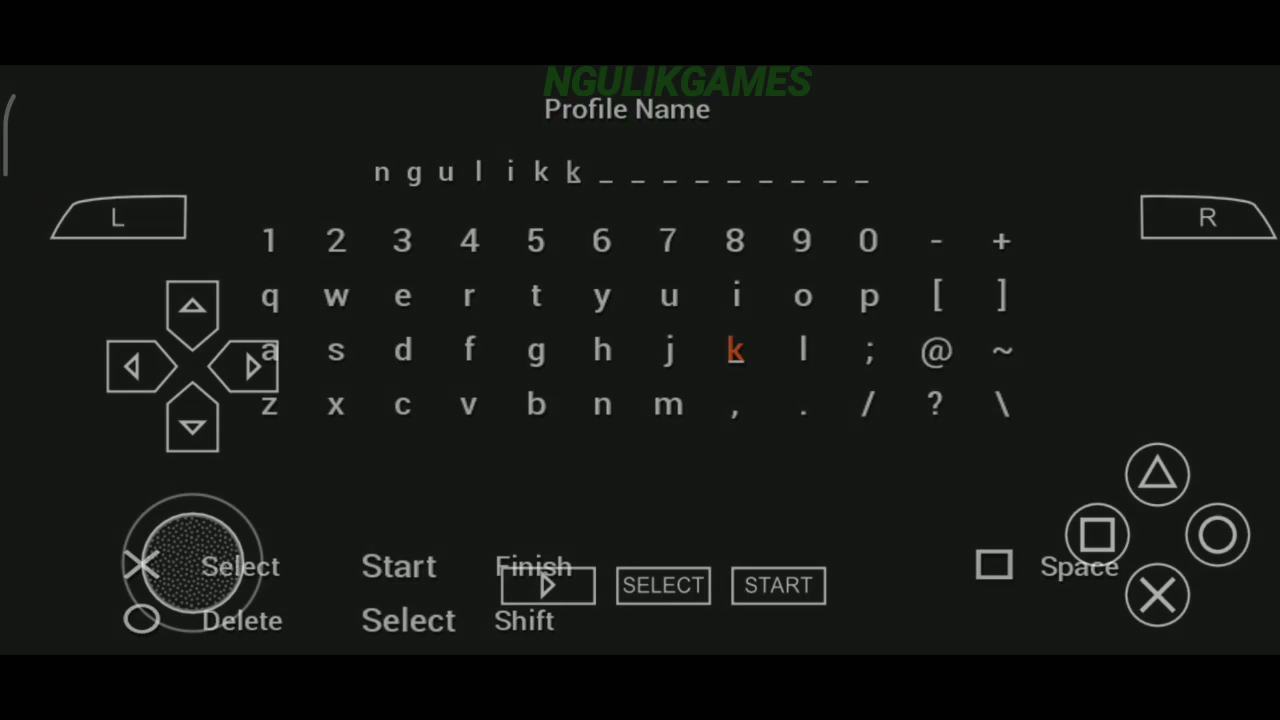 NGULIKGAMES
Profile Name
n g u l i k k _ _ _ _ _ _ _ _ _
L R
1 2 3 4 5 6 7 8 9 0 - +
q w e r t y u i o p [ ]
a s d f g h j k l ; @ ~
z x c v b n m , . / ? \
Select Start Finish Space
SELECT START
Delete Select Shift